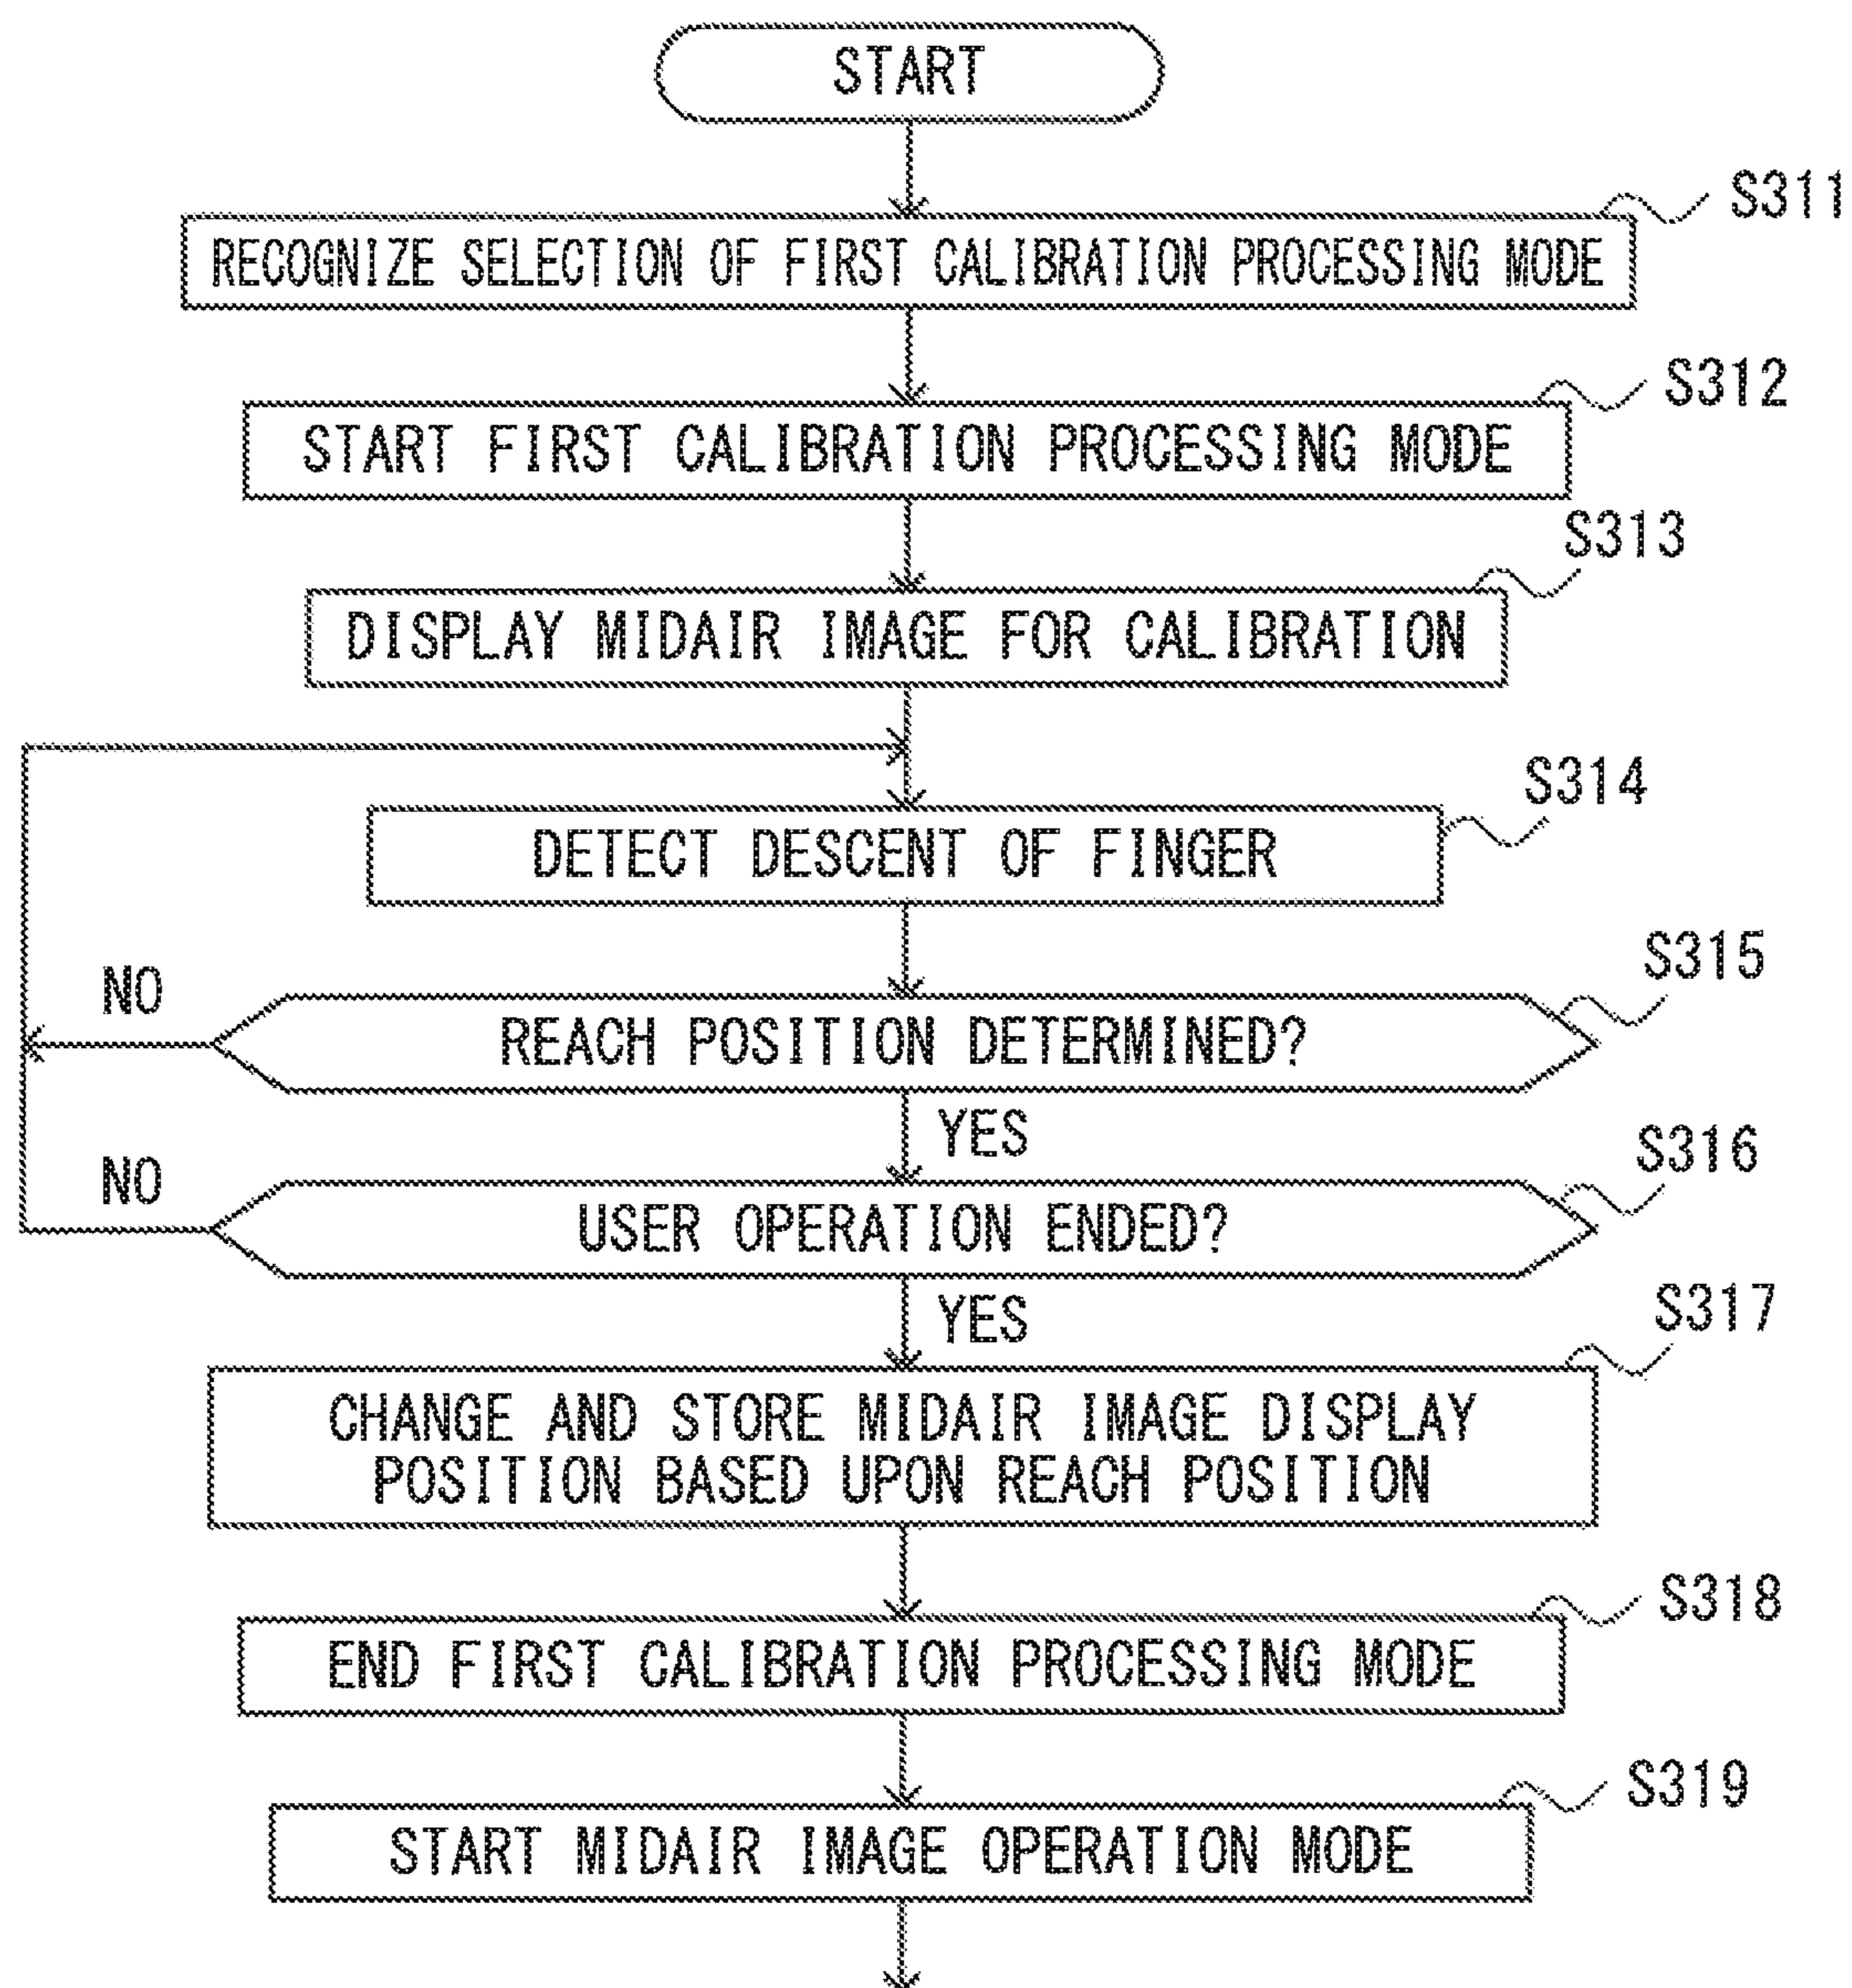 START
S311
RECOGNIZE SELECTION OF FIRST CALIBRATION PROCESSING MODE
S312
START FIRST CALIBRATION PROCESSING MODE
S313
DISPLAY MIDAIR IMAGE FOR CALIBRATION
S314
DETECT DESCENT OF FINGER
S315
NO
REACH POSITION DETERMINED?
YES
S316
NO
USER OPERATION ENDED?
YES
S317
CHANGE AND STORE MIDAIR IMAGE DISPLAY
POSITION BASED UPON REACH POSITION
S318
END FIRST CALIBRATION PROCESSING MODE
S319
START MIDAIR IMAGE OPERATION MODE